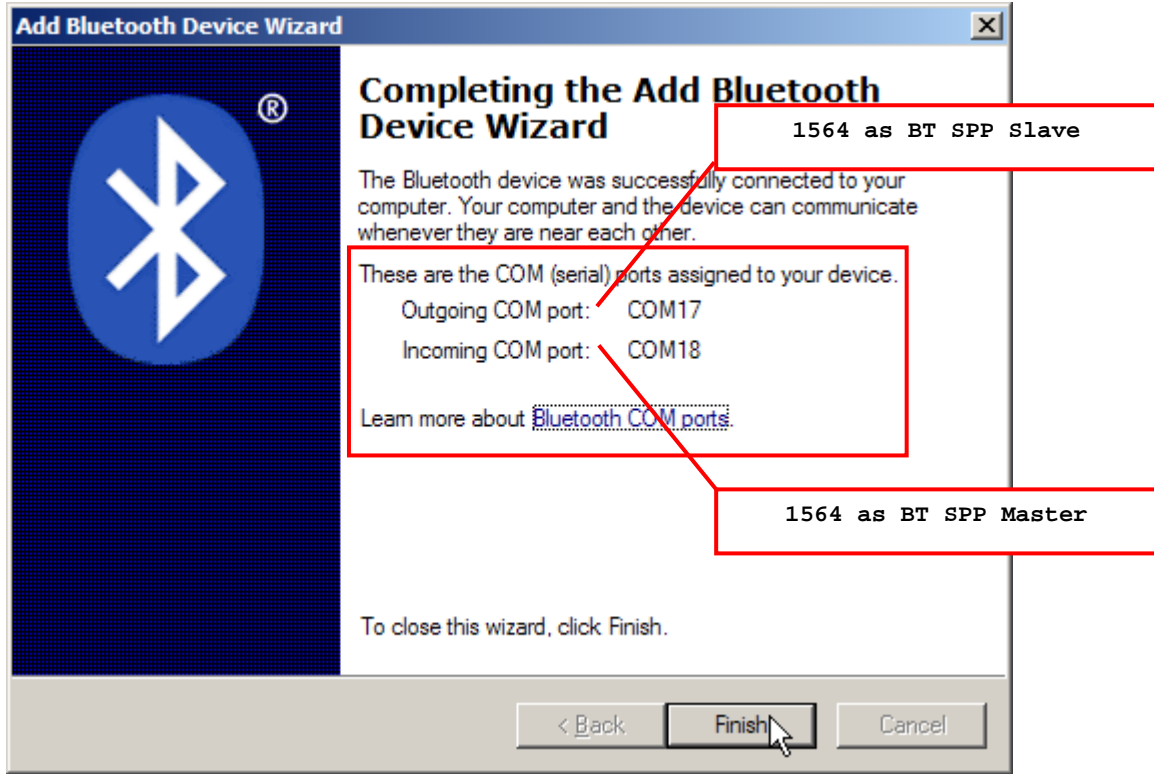 Add Bluetooth Device Wizard
®
Completing the Add Bluetooth
Device Wizard
1564 as BT SPP Slave
The Bluetooth device was successfully connected to your
computer. Your computer and the device can communicate
whenever they are near each other.
These are the COM (serial) ports assigned to your device.
Outgoing COM port: COM17
Incoming COM port: COM18
Learn more about Bluetooth COM ports.
1564 as BT SPP Master
To close this wizard, click Finish.
< Back
Finish
Cancel